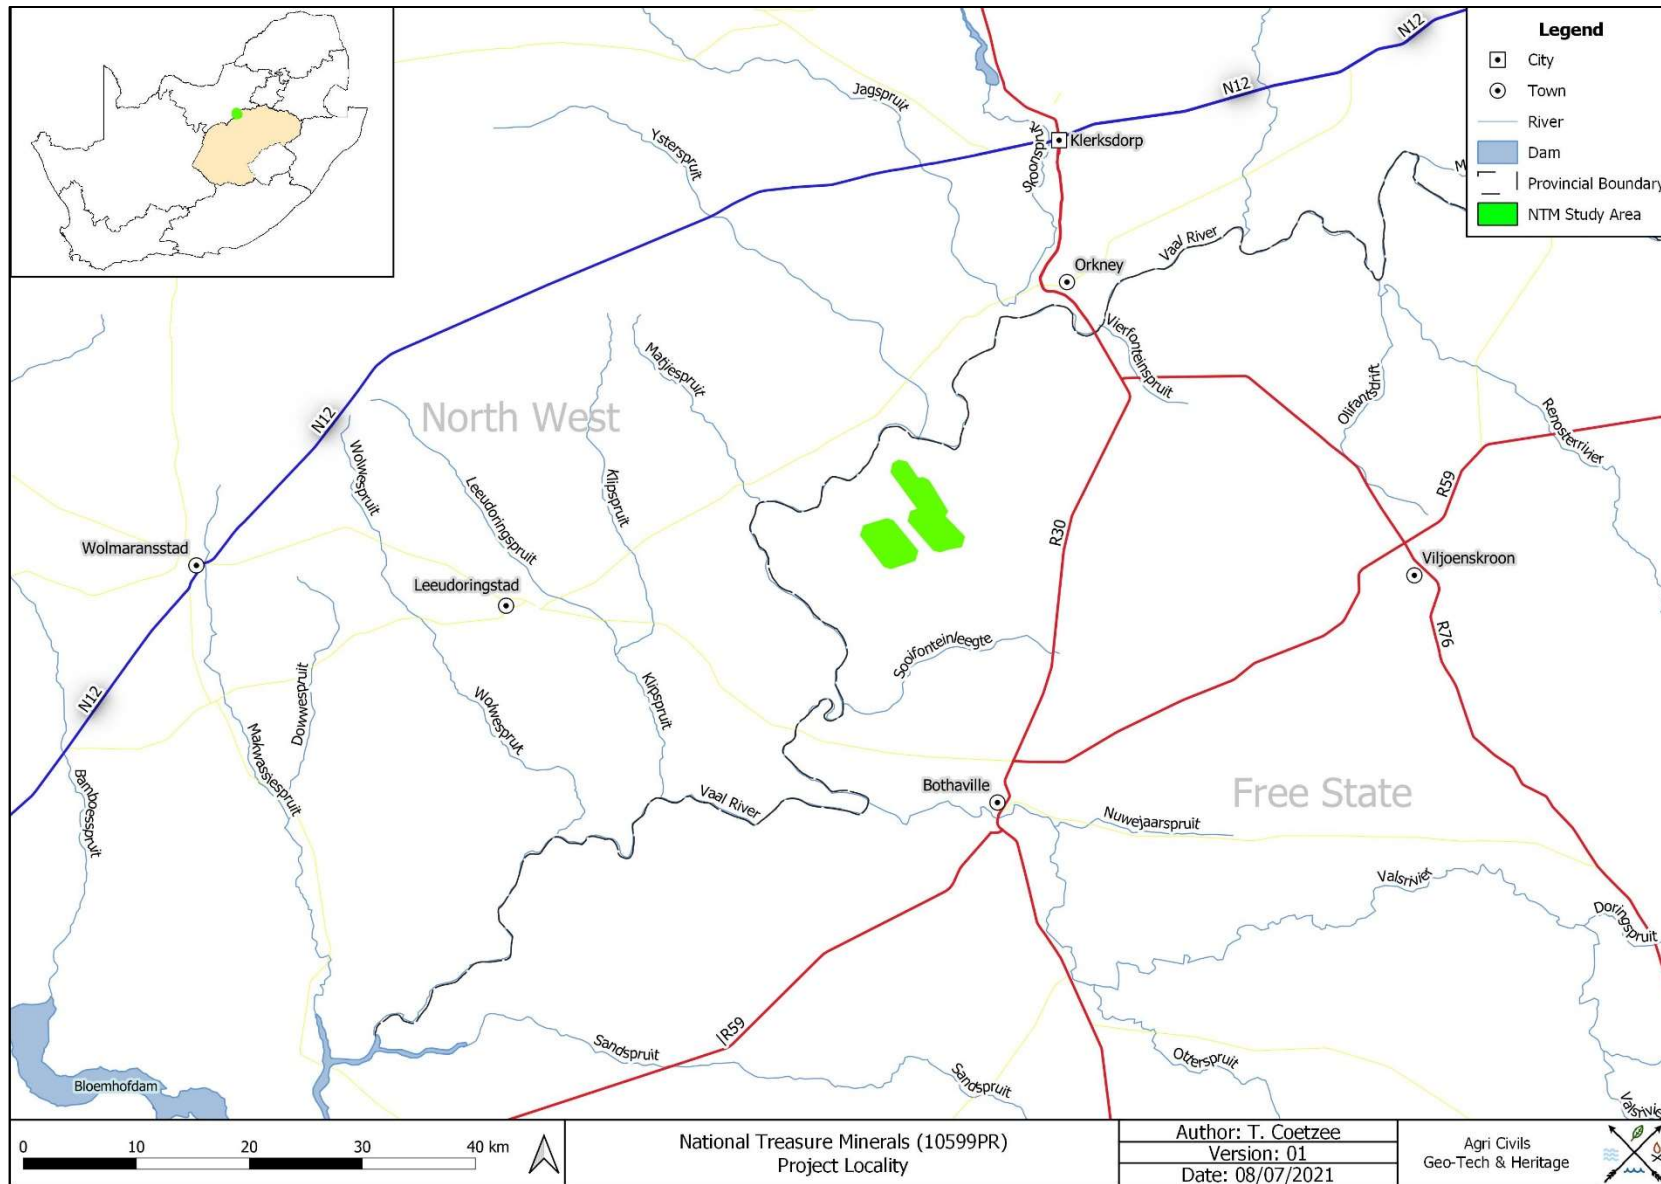 Legend
City
Town
River
Dam
Provincial Boundary
NTM Study Area
N12
N12
Jagspruit
Ysterspruit
Skoonspruit
Klerksdorp
Vaal River
Orkney
Vierfonteinspruit
Matjiespruit
Olifantsdrift
Renosterrivier
North West
N12
Wolwespruit
Leeudoringspruit
Klipspruit
R59
R30
Wolmaransstad
Leeudoringstad
Viljoenskroon
R76
Sooifonteinleegte
Dowwespruit
Klipspruit
Wolwespruit
N12
Makwassiespruit
Bamboesspruit
Vaal River
Bothaville
Free State
Nuwejaarspruit
Valsrivier
Doringspruit
R59
Sandspruit
Sandspruit
Otterspruit
Bloemhofdam
Valsrivie
0 10 20 30 40 km
National Treasure Minerals (10599PR)
Project Locality
Author: T. Coetzee
Version: 01
Date: 08/07/2021
Agri Civils
Geo-Tech & Heritage